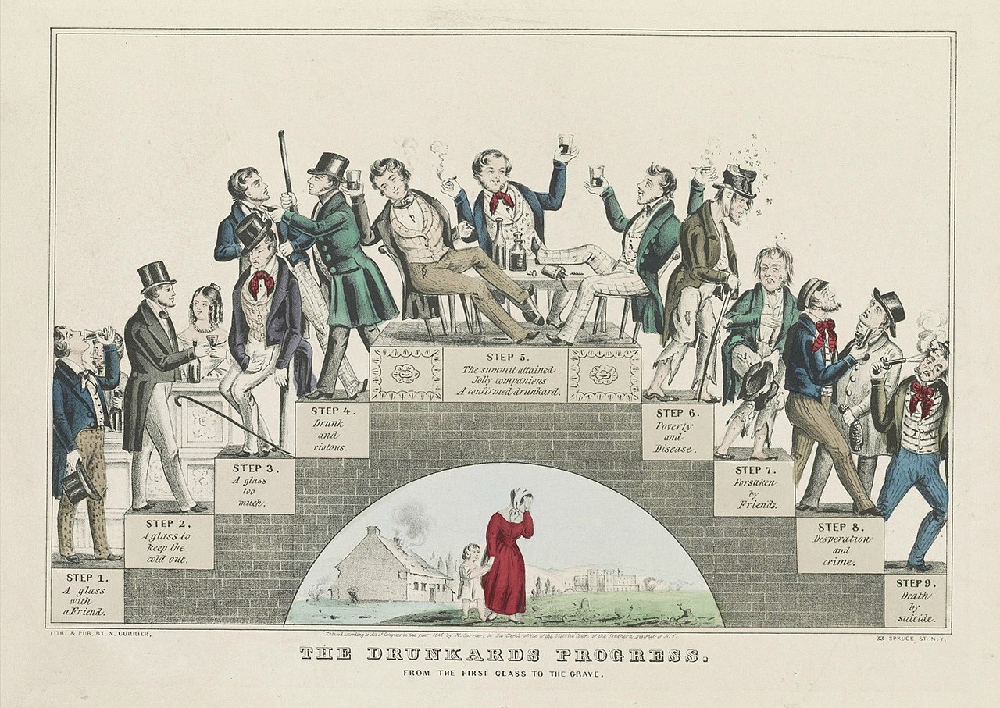 STEP 1.
A glass
with
a Friend.
STEP 2,
A glass to
keep the
cold out.
STEP 3.
A glass
too
much.
STEP 4.
Drunk
and
riotous.
STEP 5.
The summit attained
Jolly companions
A confirmed drunkard.
STEP 6.
Poverty
and
Disease.
STEP 7.
Forsaken
by
Friends.
STEP 8.
Desperation
and
crime.
STEP 9.
Death
by
suicide.
LITH. & PUB. BY N. CURRIER,
Entered according to Act of Congress in the year 1846 by N. Currier, in the Clerk's office of the District Court of the Southern District of N.Y.
33 SPRUCE ST. N.Y.
THE DRUNKARDS PROGRESS.
FROM THE FIRST GLASS TO THE GRAVE.